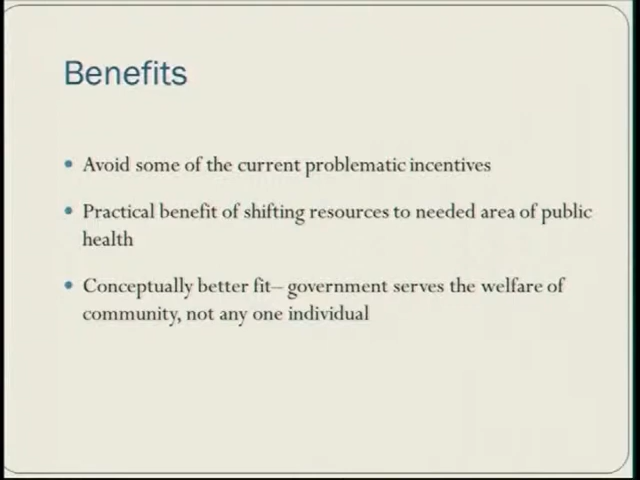 Benefits
Avoid some of the current problematic incentives
Practical benefit of shifting resources to needed area of public
health
Conceptually better fit– government serves the welfare of
community, not any one individual